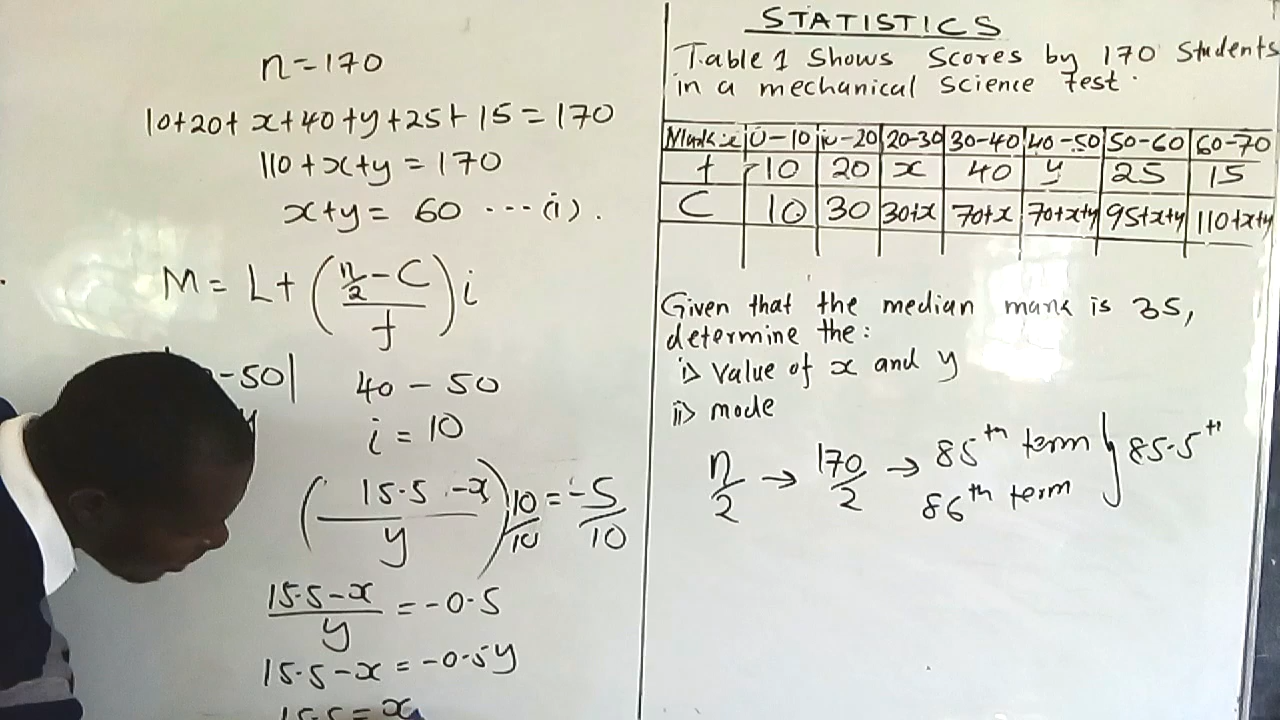 n=170
10+20+x+40+y+25+15=170
110+x+y=170
x+y= 60 ---(i).
M= L+ (n/2 -C / f) i
-50| 40 - 50
i = 10
(15.5 -x / y) 10/10 = -5/10
15.5-x / y = -0.5
15.5-x = -0.5y
15.5 = x
STATISTICS
Table 1 Shows Scores by 170 Students
in a mechanical Science Test.
Marks 0-10 10-20 20-30 30-40 40-50 50-60 60-70
f 10 20 x 40 y 25 15
C 10 30 30+x 70+x 70+x+y 95+x+y 110+x+y
Given that the median mark is 35,
determine the:
i> value of x and y
ii> mode
n/2 → 170/2 → 85th term } 85.5th
86th term